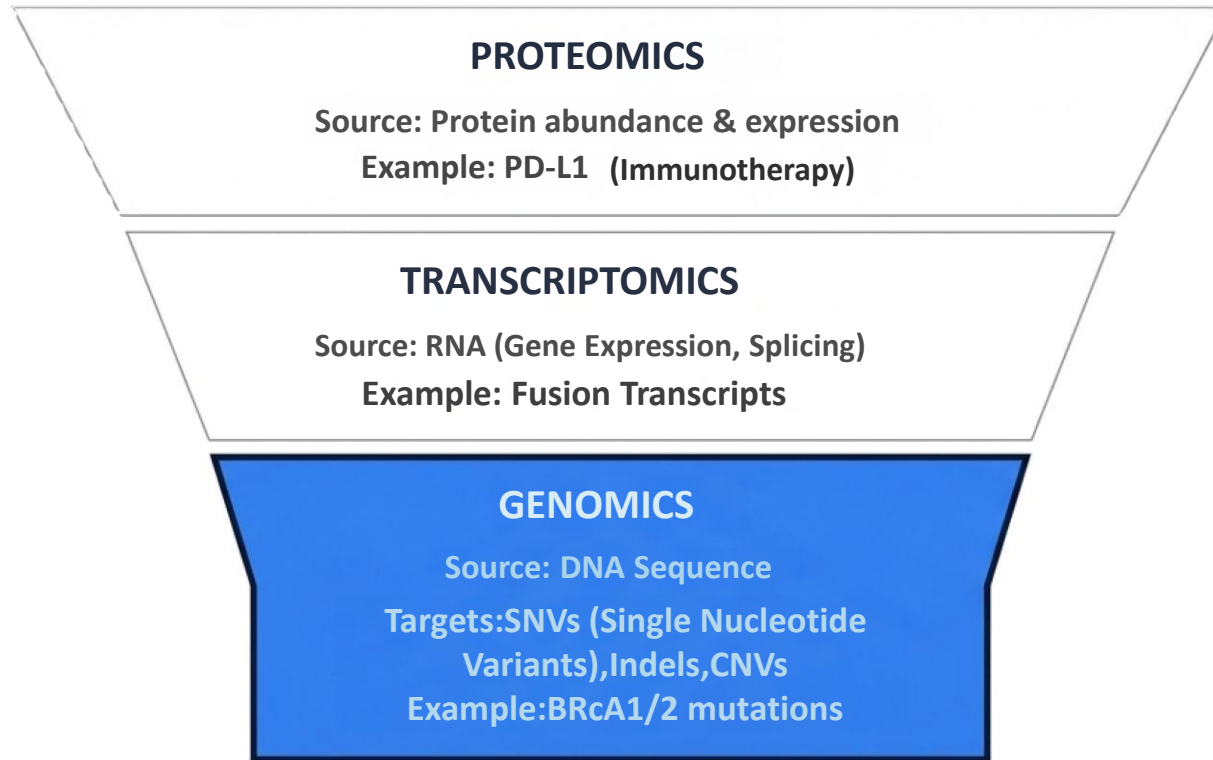 PROTEOMICS
Source: Protein abundance & expression
Example: PD-L1 (Immunotherapy)
TRANSCRIPTOMICS
Source: RNA (Gene Expression, Splicing)
Example: Fusion Transcripts
GENOMICS
Source: DNA Sequence
Targets:SNVs (Single Nucleotide
Variants),Indels,CNVs
Example:BRcA1/2 mutations